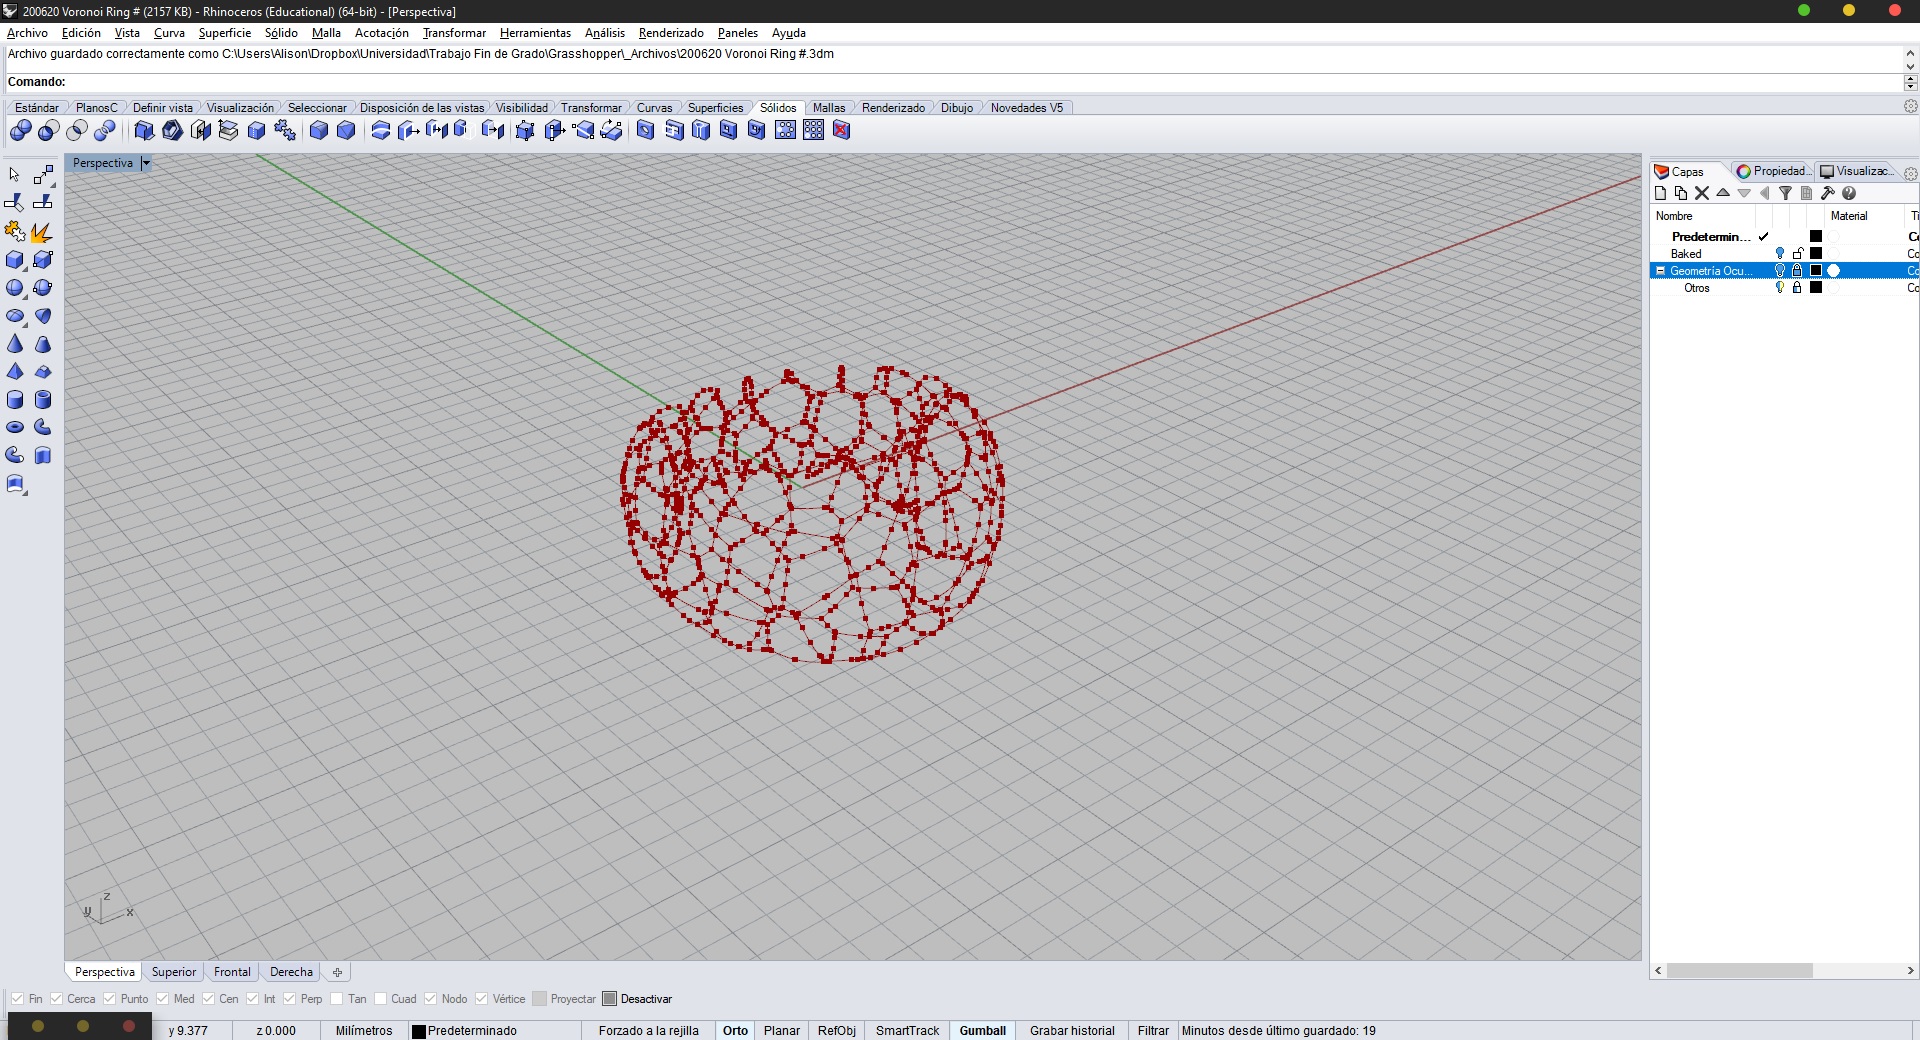 200620 Voronoi Ring # (2157 KB) - Rhinoceros (Educational) (64-bit) - [Perspectiva]
Archivo Edición Vista Curva Superficie Sólido Malla Acotación Transformar Herramientas Análisis Renderizado Paneles Ayuda
Archivo guardado correctamente como C:\Users\Alison\Dropbox\Universidad\Trabajo Fin de Grado\Grasshopper\_Archivos\200620 Voronoi Ring #.3dm
Comando:
Estándar PlanosC Definir vista Visualización Seleccionar Disposición de las vistas Visibilidad Transformar Curvas Superficies Sólidos Mallas Renderizado Dibujo Novedades V5
Perspectiva
Capas Propiedad... Visualizac...
Nombre Material Ti
Predetermin... Co
Baked Co
Geometría Ocu... Co
Otros Co
z
y x
Perspectiva Superior Frontal Derecha
Fin Cerca Punto Med Cen Int Perp Tan Cuad Nodo Vértice Proyectar Desactivar
y 9.377 z 0.000 Milímetros Predeterminado Forzado a la rejilla Orto Planar RefObj SmartTrack Gumball Grabar historial Filtrar Minutos desde último guardado: 19